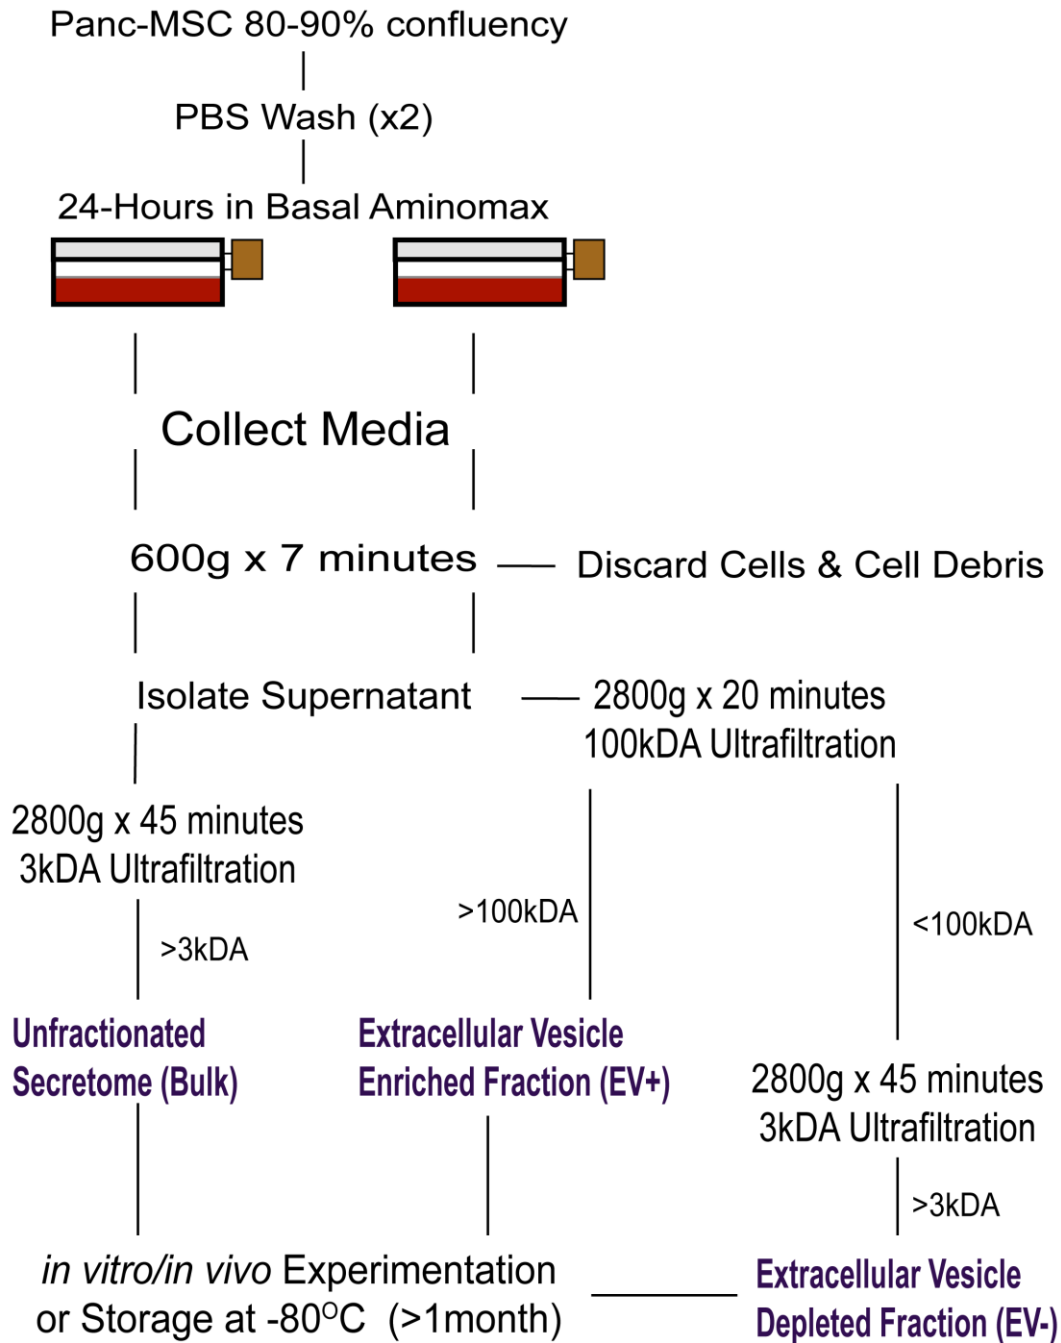 Panc-MSC 80-90% confluency
PBS Wash (x2)
24-Hours in Basal Aminomax
Collect Media
600g x 7 minutes
Discard Cells & Cell Debris
Isolate Supernatant
2800g x 20 minutes
100kDA Ultrafiltration
2800g x 45 minutes
3kDA Ultrafiltration
>3kDA
>100kDA
<100kDA
Unfractionated
Secretome (Bulk)
Extracellular Vesicle
Enriched Fraction (EV+)
2800g x 45 minutes
3kDA Ultrafiltration
>3kDA
in vitro/in vivo Experimentation
or Storage at -80ºC (>1month)
Extracellular Vesicle
Depleted Fraction (EV-)